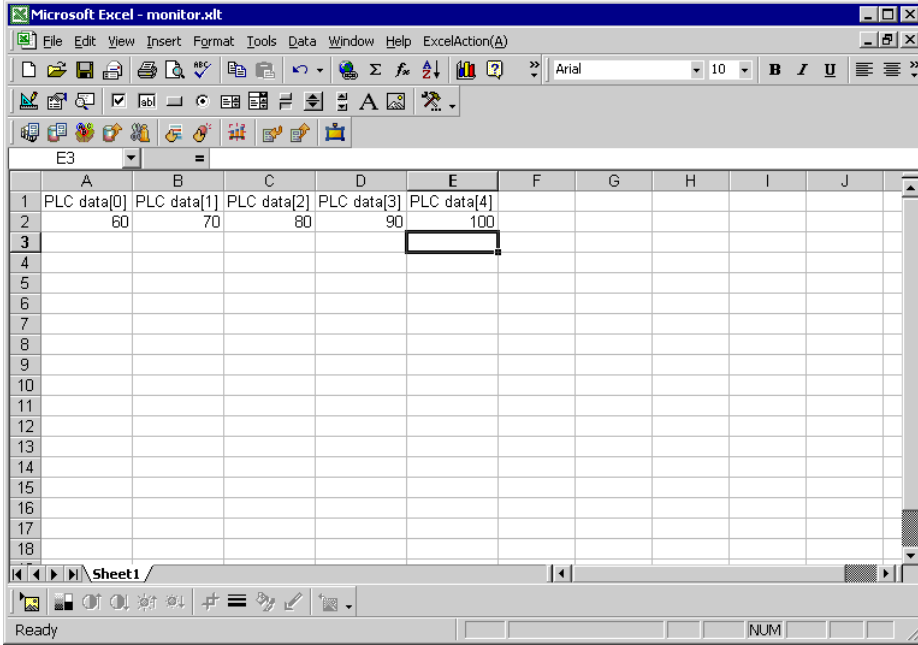 Microsoft Excel - monitor.xlt
File Edit View Insert Format Tools Data Window Help ExcelAction(A)
ABC Σ fx Arial 10 B I U
ab| A
E3 =
A B C D E F G H I J
1 PLC data[0] PLC data[1] PLC data[2] PLC data[3] PLC data[4]
2 60 70 80 90 100
3
4
5
6
7
8
9
10
11
12
13
14
15
16
17
18
Sheet1
Ready NUM